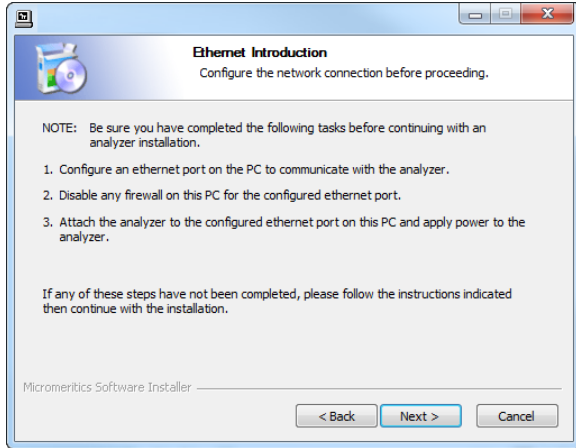 Ethernet Introduction
Configure the network connection before proceeding.
NOTE: Be sure you have completed the following tasks before continuing with an
analyzer installation.
1. Configure an ethernet port on the PC to communicate with the analyzer.
2. Disable any firewall on this PC for the configured ethernet port.
3. Attach the analyzer to the configured ethernet port on this PC and apply power to the
analyzer.
If any of these steps have not been completed, please follow the instructions indicated
then continue with the installation.
Micromeritics Software Installer
< Back Next > Cancel